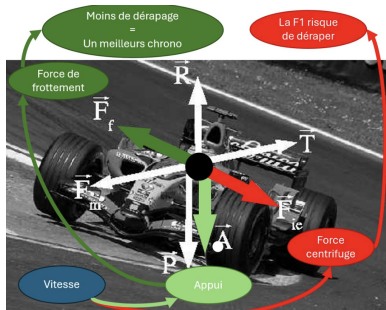 Moins de dérapage
=
Un meilleurs chrono
La F1 risque
de déraper
Force de
frottement
R
F f
T
F m
F ie
A
P
Force
centrifuge
Vitesse
Appui